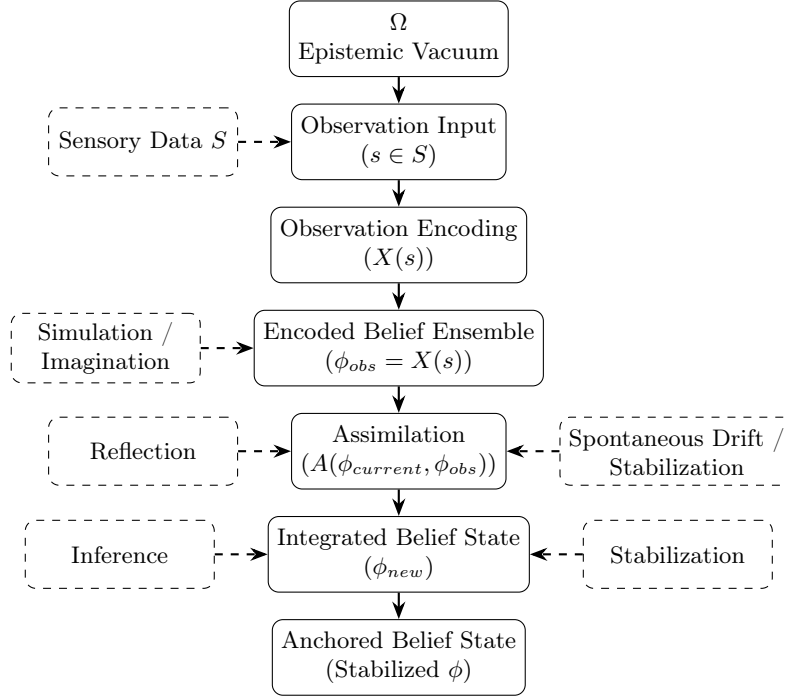 Ω
Epistemic Vacuum
Sensory Data S
Observation Input
(s ∈ S)
Observation Encoding
(X(s))
Simulation /
Imagination
Encoded Belief Ensemble
(ϕ_obs = X(s))
Reflection
Assimilation
(A(ϕ_current, ϕ_obs))
Spontaneous Drift /
Stabilization
Inference
Integrated Belief State
(ϕ_new)
Stabilization
Anchored Belief State
(Stabilized ϕ)